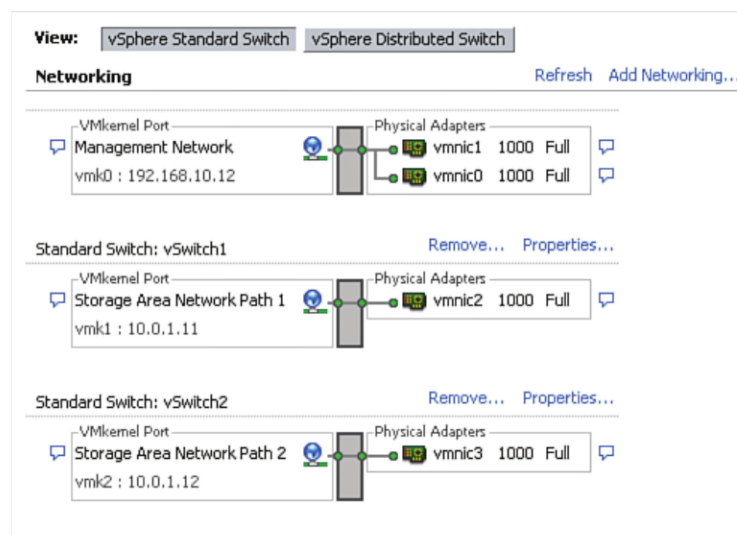 View: vSphere Standard Switch vSphere Distributed Switch
Networking Refresh Add Networking...
VMkernel Port Physical Adapters
Management Network vmnic1 1000 Full
vmk0 : 192.168.10.12 vmnic0 1000 Full
Standard Switch: vSwitch1 Remove... Properties...
VMkernel Port Physical Adapters
Storage Area Network Path 1 vmnic2 1000 Full
vmk1 : 10.0.1.11
Standard Switch: vSwitch2 Remove... Properties...
VMkernel Port Physical Adapters
Storage Area Network Path 2 vmnic3 1000 Full
vmk2 : 10.0.1.12